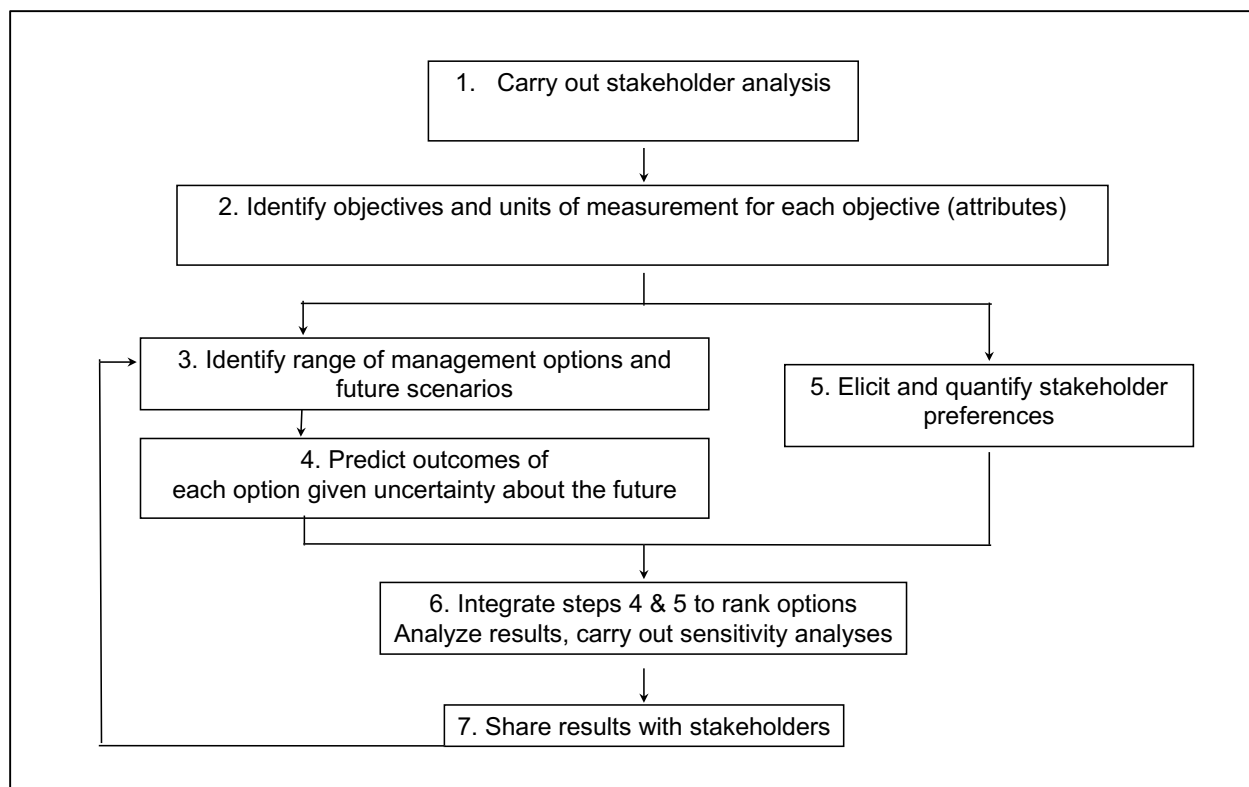 1. Carry out stakeholder analysis
2. Identify objectives and units of measurement for each objective (attributes)
3. Identify range of management options and
future scenarios
4. Predict outcomes of
each option given uncertainty about the future
5. Elicit and quantify stakeholder
preferences
6. Integrate steps 4 & 5 to rank options
Analyze results, carry out sensitivity analyses
7. Share results with stakeholders